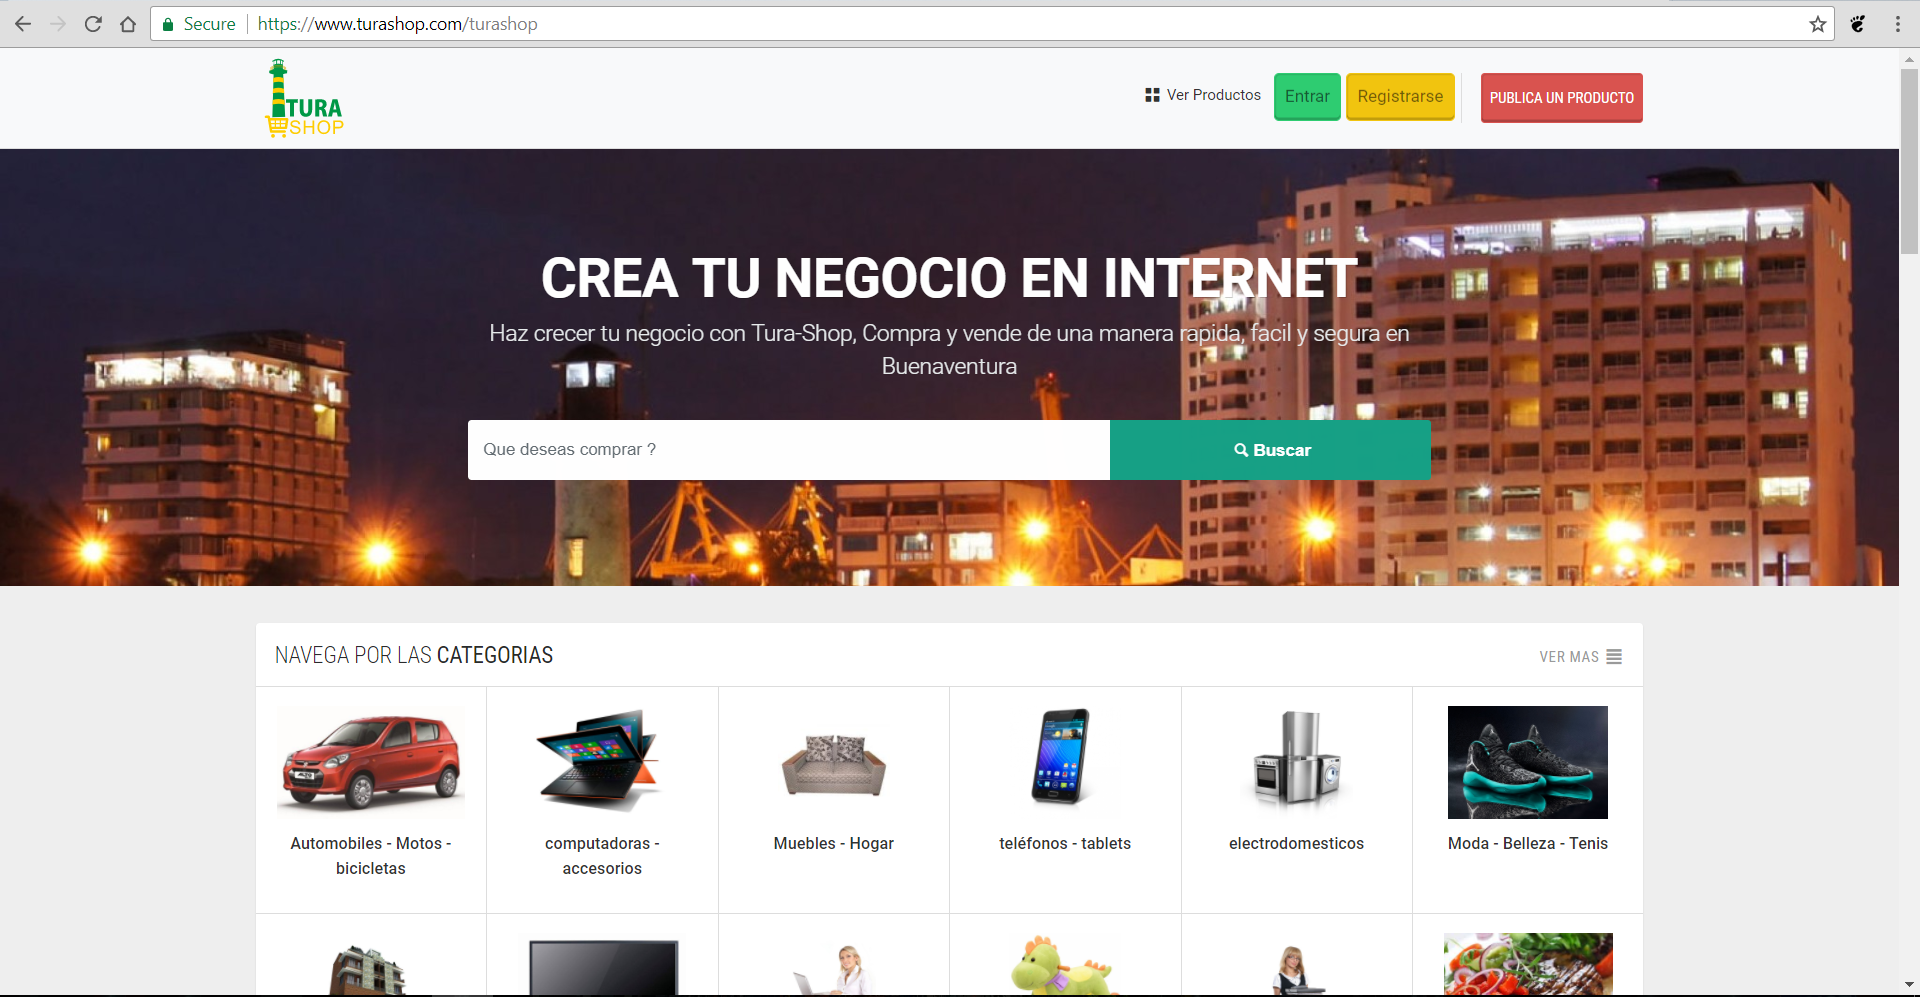 Secure
https://www.turashop.com/turashop
TURA
SHOP
Ver Productos
Entrar
Registrarse
PUBLICA UN PRODUCTO
CREA TU NEGOCIO EN INTERNET
Haz crecer tu negocio con Tura-Shop, Compra y vende de una manera rapida, facil y segura en
Buenaventura
Que deseas comprar ?
Buscar
NAVEGA POR LAS CATEGORIAS
VER MAS
Automobiles - Motos -
bicicletas
computadoras -
accesorios
Muebles - Hogar
teléfonos - tablets
electrodomesticos
Moda - Belleza - Tenis